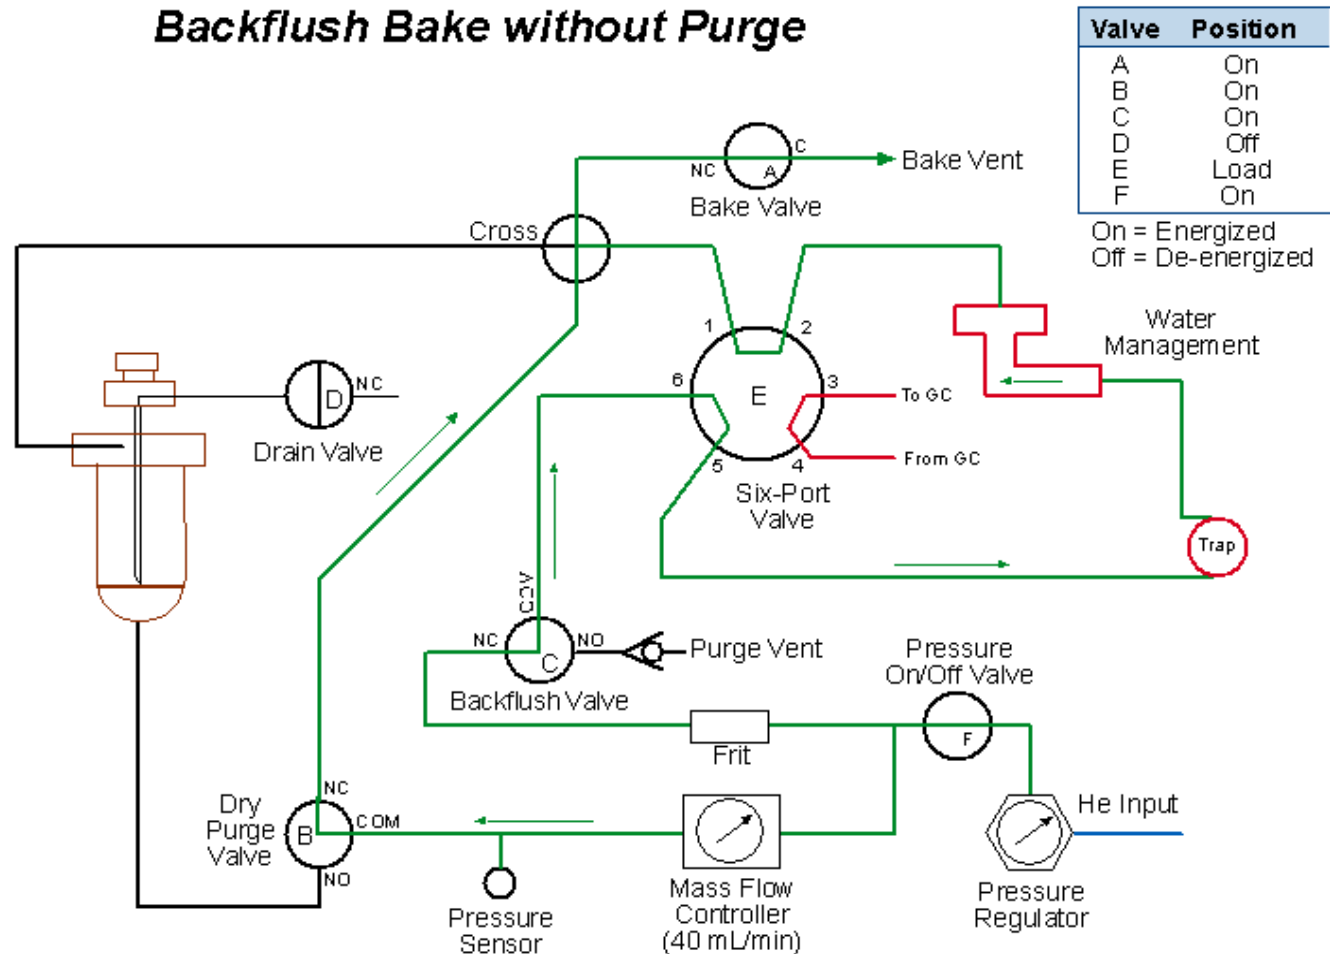 Backflush Bake without Purge
Valve Position
A On
B On
C On
D Off
E Load
F On
On = Energized
Off = De-energized
C
NC
A
Bake Vent
Bake Valve
Cross
1
2
Water
Management
6
E
3
To GC
5
4
From GC
Six-Port
Valve
NC
D
Drain Valve
Trap
NC
NO
C
Purge Vent
Backflush Valve
Pressure
On/Off Valve
F
Frit
NC
Dry
Purge
Valve
B
COM
NO
Pressure
Sensor
Mass Flow
Controller
(40 mL/min)
He Input
Pressure
Regulator